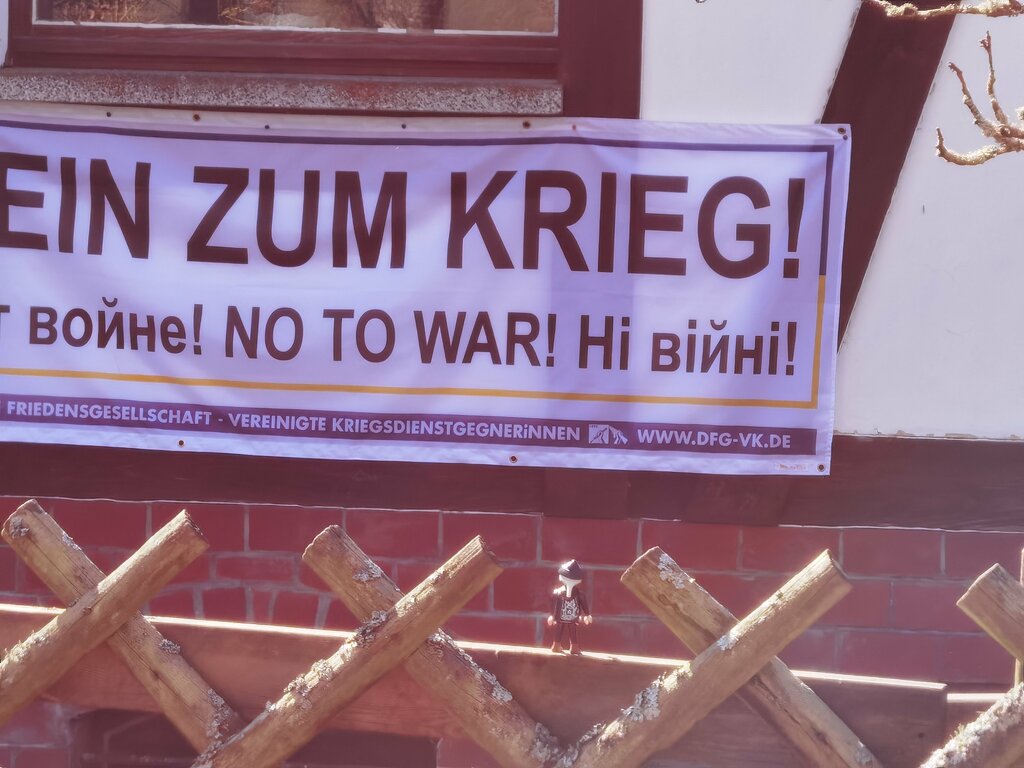 EIN ZUM KRIEG!
войне! NO TO WAR! Ні війні!
FRIEDENSGESELLSCHAFT - VEREINIGTE KRIEGSDIENSTGEGNERiNNEN WWW.DFG-VK.DE